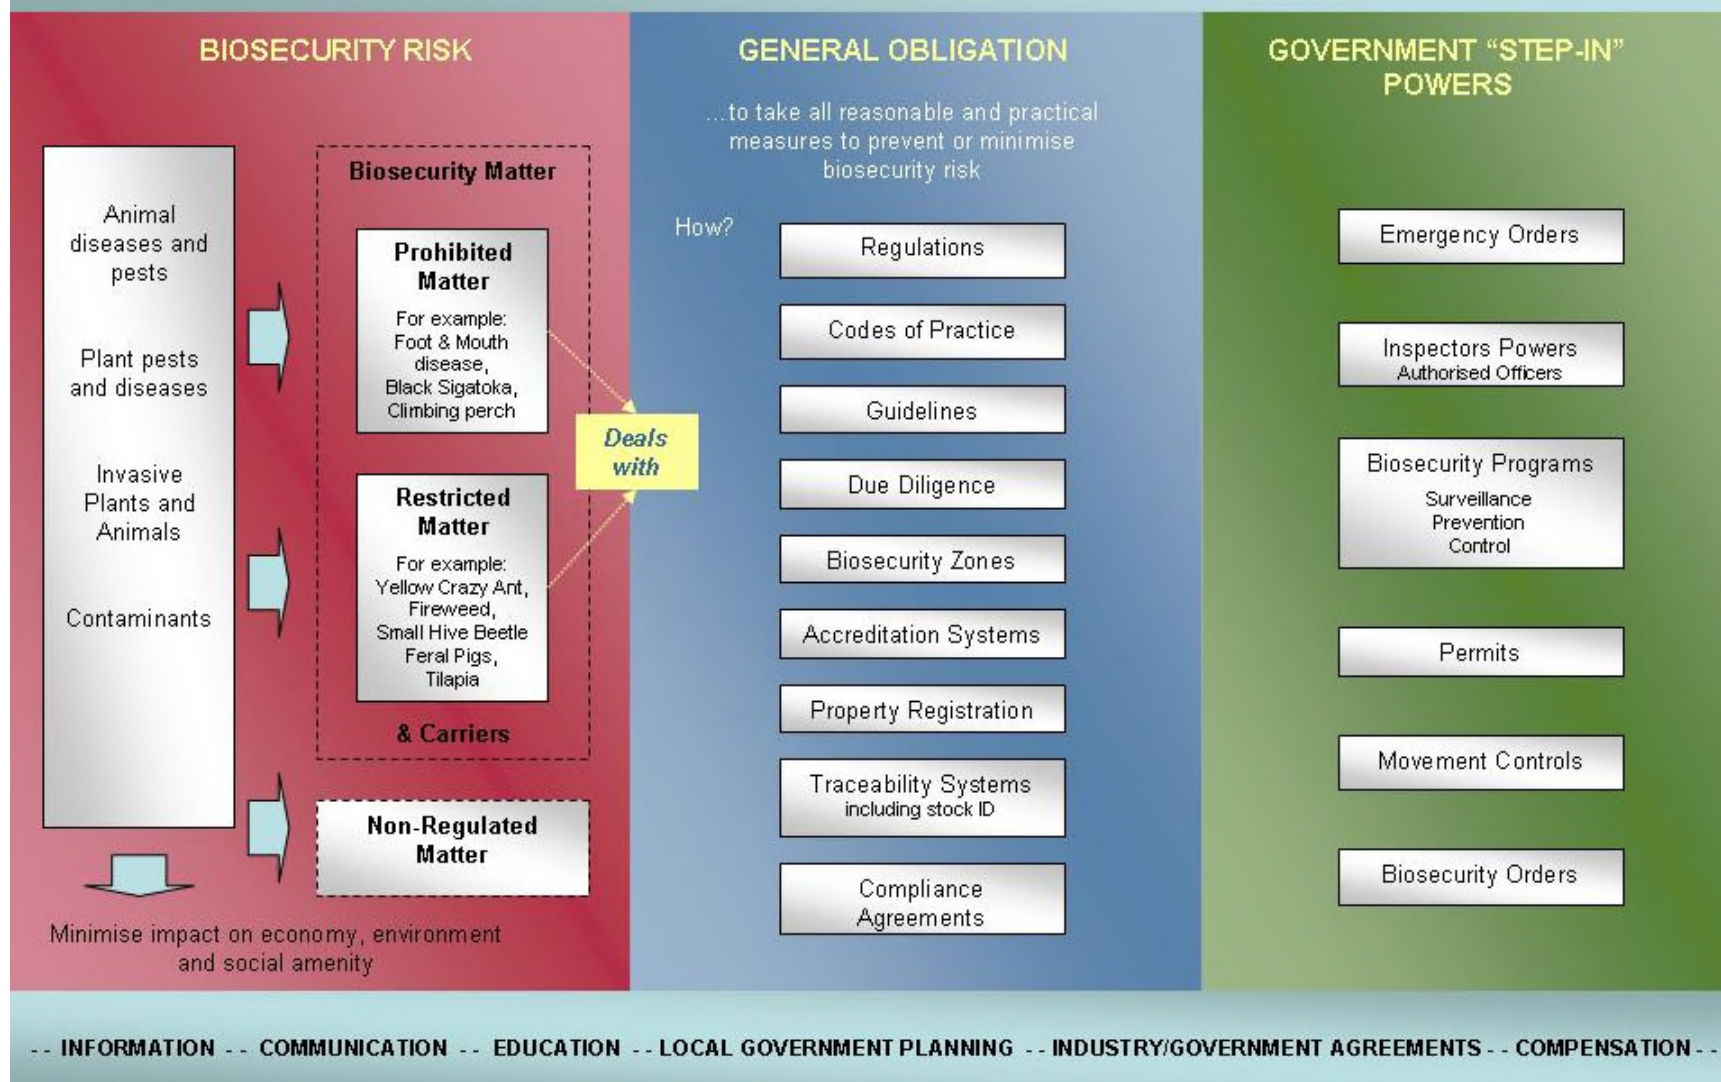 BIOSECURITY RISK
Animal
diseases and
pests
Plant pests
and diseases
Invasive
Plants and
Animals
Contaminants
Biosecurity Matter
Prohibited
Matter
For example:
Foot & Mouth
disease,
Black Sigatoka,
Climbing perch
Restricted
Matter
For example:
Yellow Crazy Ant,
Fireweed,
Small Hive Beetle
Feral Pigs,
Tilapia
& Carriers
Non-Regulated
Matter
Minimise impact on economy, environment
and social amenity
Deals
with
GENERAL OBLIGATION
...to take all reasonable and practical
measures to prevent or minimise
biosecurity risk
How?
Regulations
Codes of Practice
Guidelines
Due Diligence
Biosecurity Zones
Accreditation Systems
Property Registration
Traceability Systems
including stock ID
Compliance
Agreements
GOVERNMENT “STEP-IN”
POWERS
Emergency Orders
Inspectors Powers
Authorised Officers
Biosecurity Programs
Surveillance
Prevention
Control
Permits
Movement Controls
Biosecurity Orders
- - INFORMATION - - COMMUNICATION - - EDUCATION - - LOCAL GOVERNMENT PLANNING - - INDUSTRY/GOVERNMENT AGREEMENTS - - COMPENSATION - -